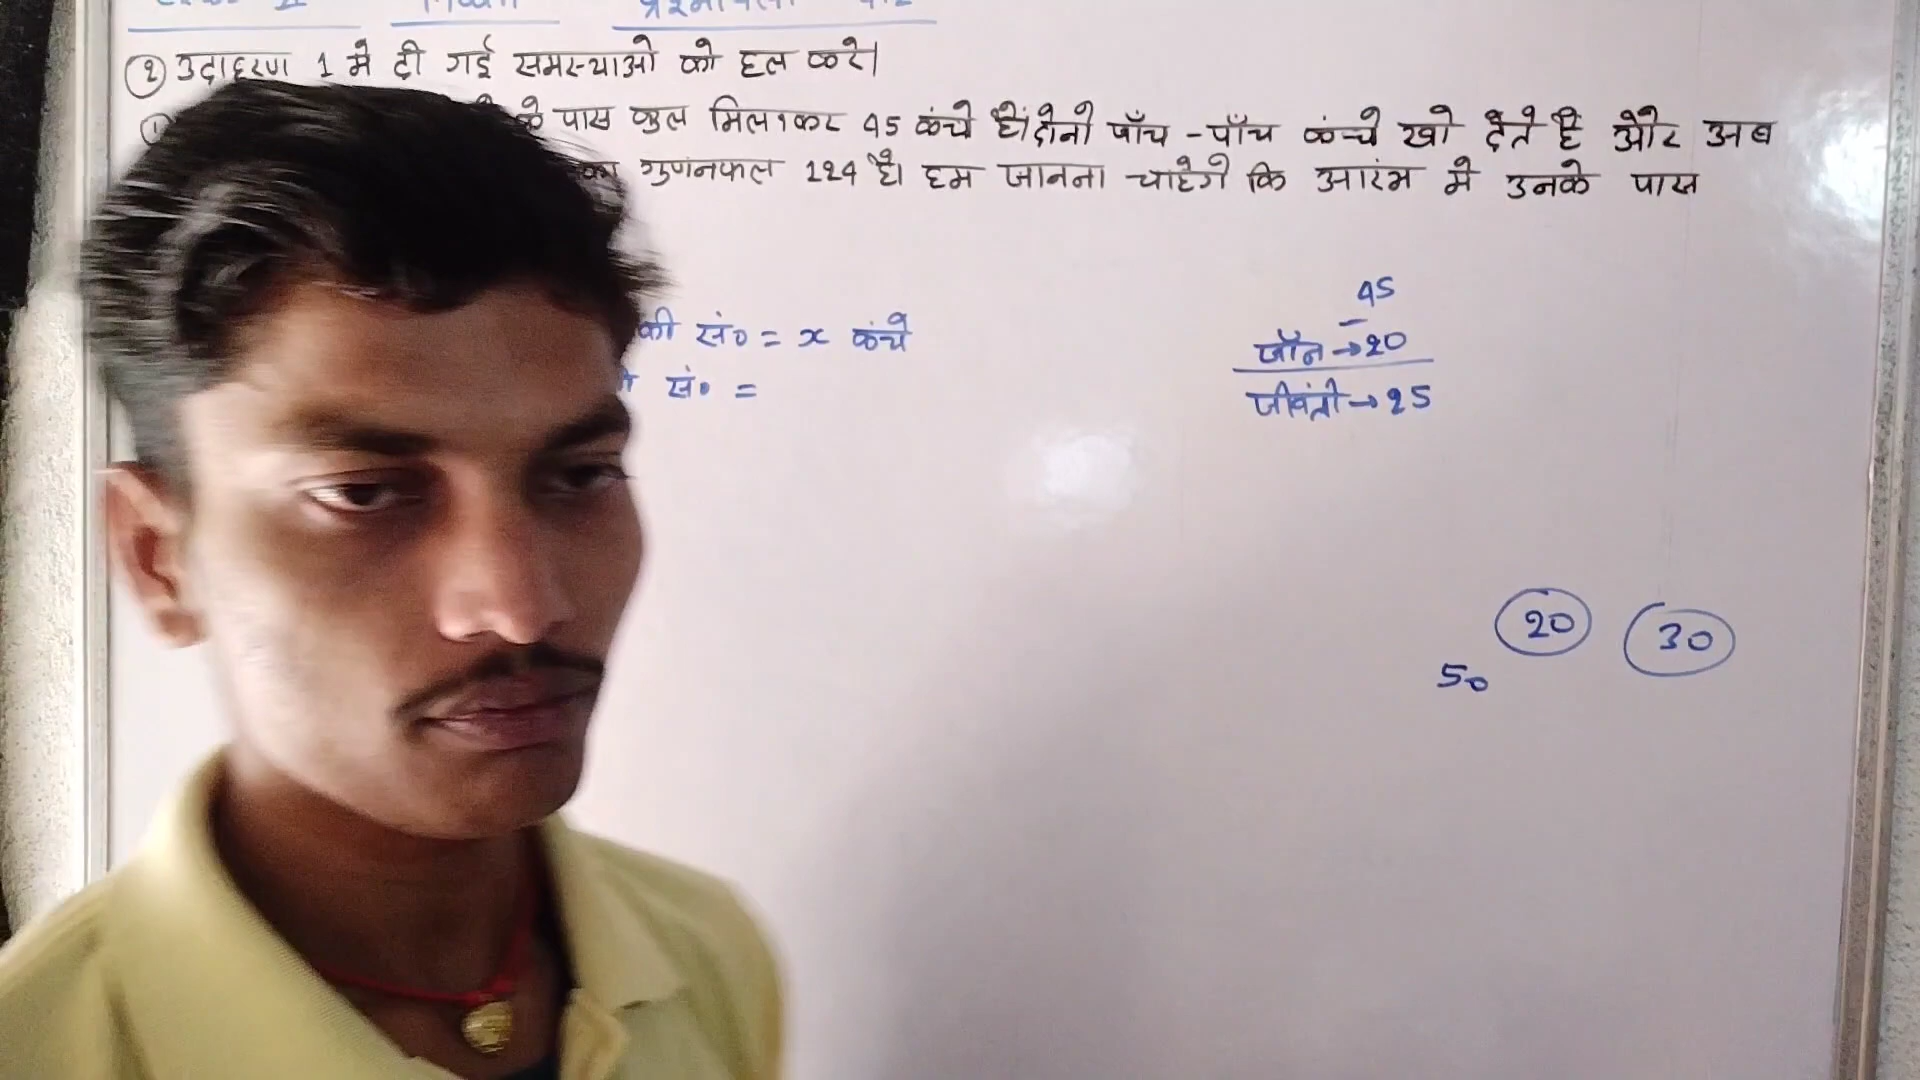 ② उदाहरण 1 मे दी गई समस्याओ को हल करे।
① के पास कुल मिलाकर 45 कंचे हैं। दोनो पाँच - पाँच कंचे खो देते है और अब
का गुणनफल 124 है। हम जानना चाहेगे कि आरंभ मे उनके पास
की सं० = x कंचे
सं० =
45
-
जॉन → 20
जीवंती → 25
20 30
50